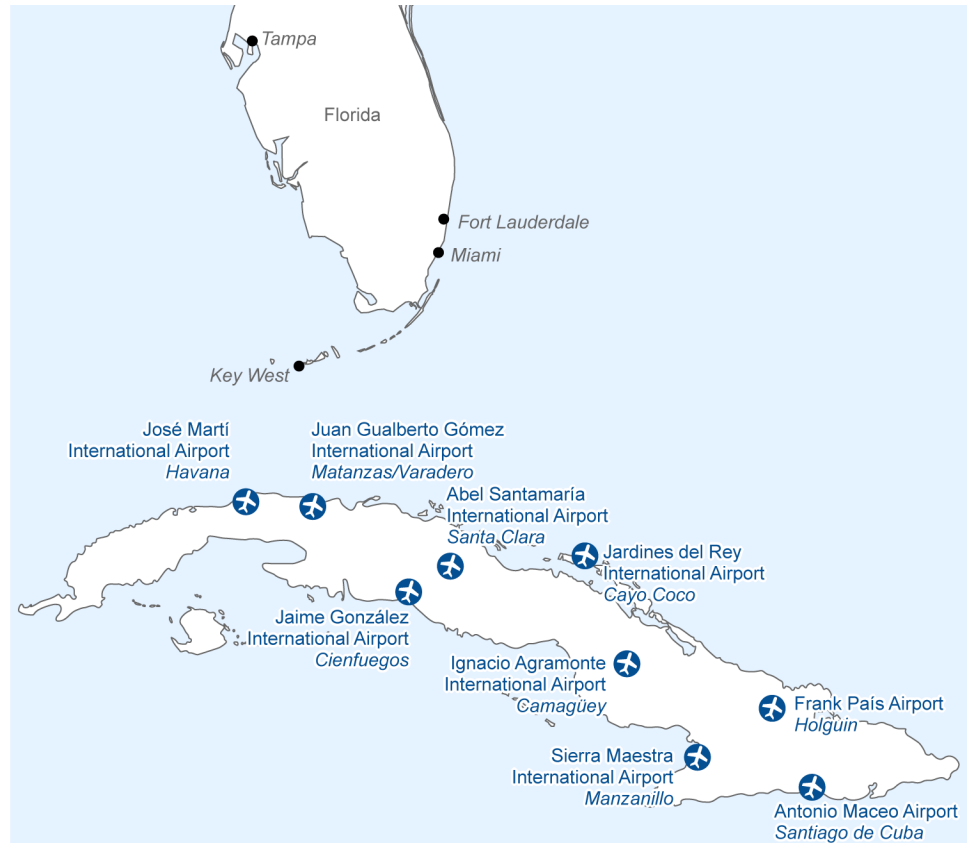 Tampa
Florida
Fort Lauderdale
Miami
Key West
José Martí
International Airport
Havana
Juan Gualberto Gómez
International Airport
Matanzas/Varadero
Abel Santamaría
International Airport
Santa Clara
Jardines del Rey
International Airport
Cayo Coco
Jaime González
International Airport
Cienfuegos
Ignacio Agramonte
International Airport
Camagüey
Frank País Airport
Holguin
Sierra Maestra
International Airport
Manzanillo
Antonio Maceo Airport
Santiago de Cuba